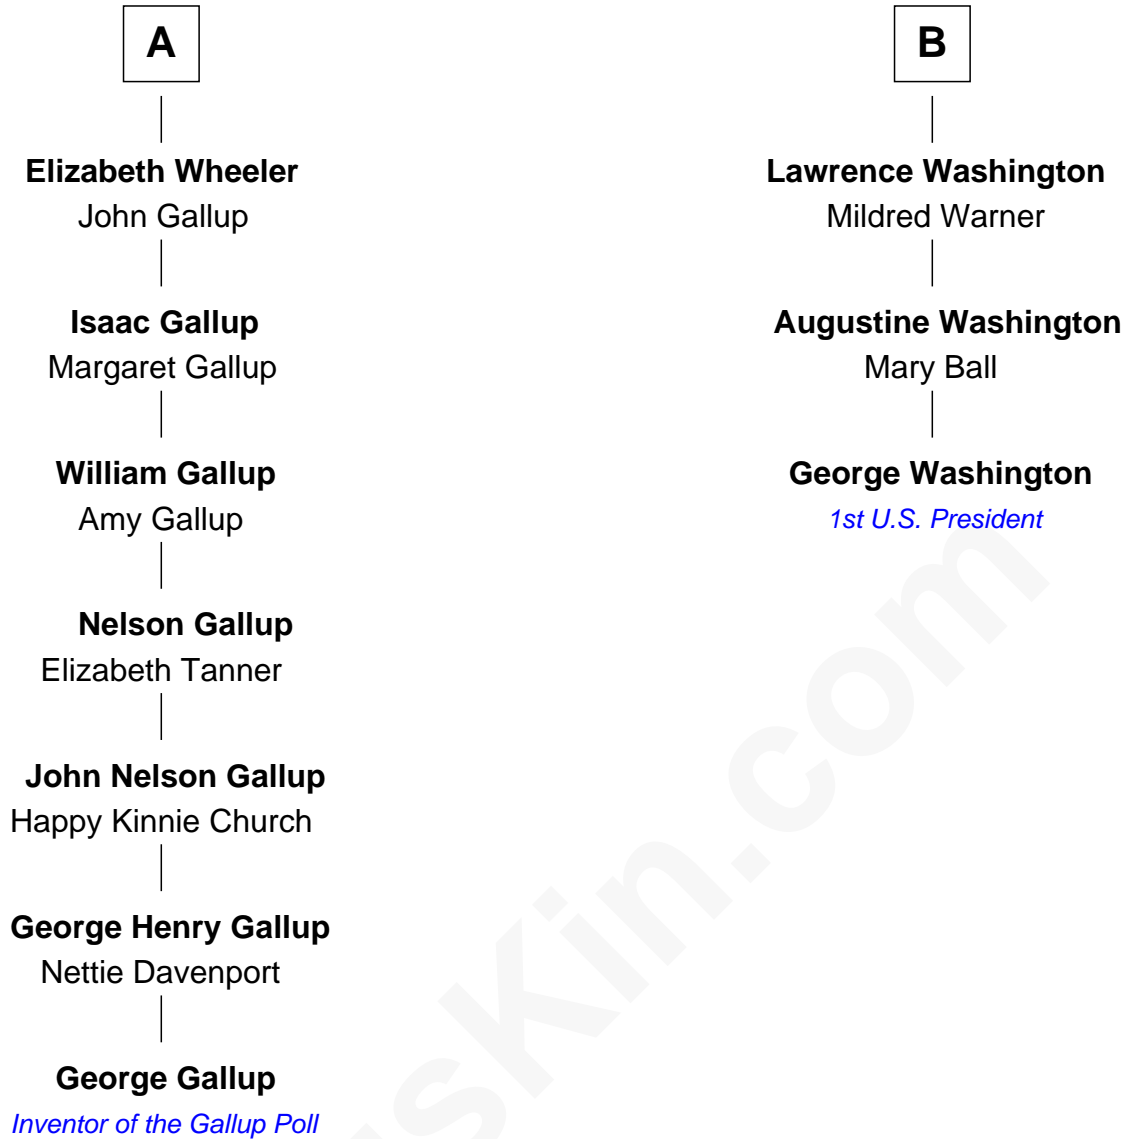 A
Elizabeth Wheeler
John Gallup
Isaac Gallup
Margaret Gallup
William Gallup
Amy Gallup
Nelson Gallup
Elizabeth Tanner
John Nelson Gallup
Happy Kinnie Church
George Henry Gallup
Nettie Davenport
George Gallup
Inventor of the Gallup Poll
B
Lawrence Washington
Mildred Warner
Augustine Washington
Mary Ball
George Washington
1st U.S. President
usKin.com